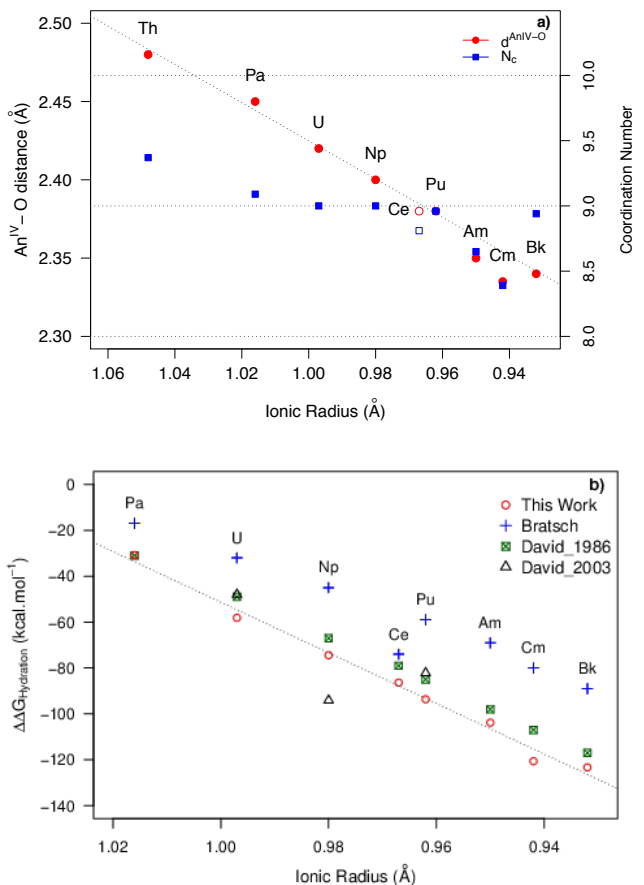 a)
d^AnIV−O
N_c
Th
Pa
U
Np
Pu
Ce
Am
Cm
Bk
2.50
2.45
2.40
2.35
2.30
An^IV − O distance (Å)
10.0
9.5
9.0
8.5
8.0
Coordination Number
1.06 1.04 1.02 1.00 0.98 0.96 0.94
Ionic Radius (Å)
b)
This Work
Bratsch
David_1986
David_2003
Pa
U
Np
Pu
Ce
Am
Cm
Bk
0
−20
−40
−60
−80
−100
−120
−140
ΔΔG_Hydration (kcal.mol⁻¹)
1.02 1.00 0.98 0.96 0.94
Ionic Radius (Å)